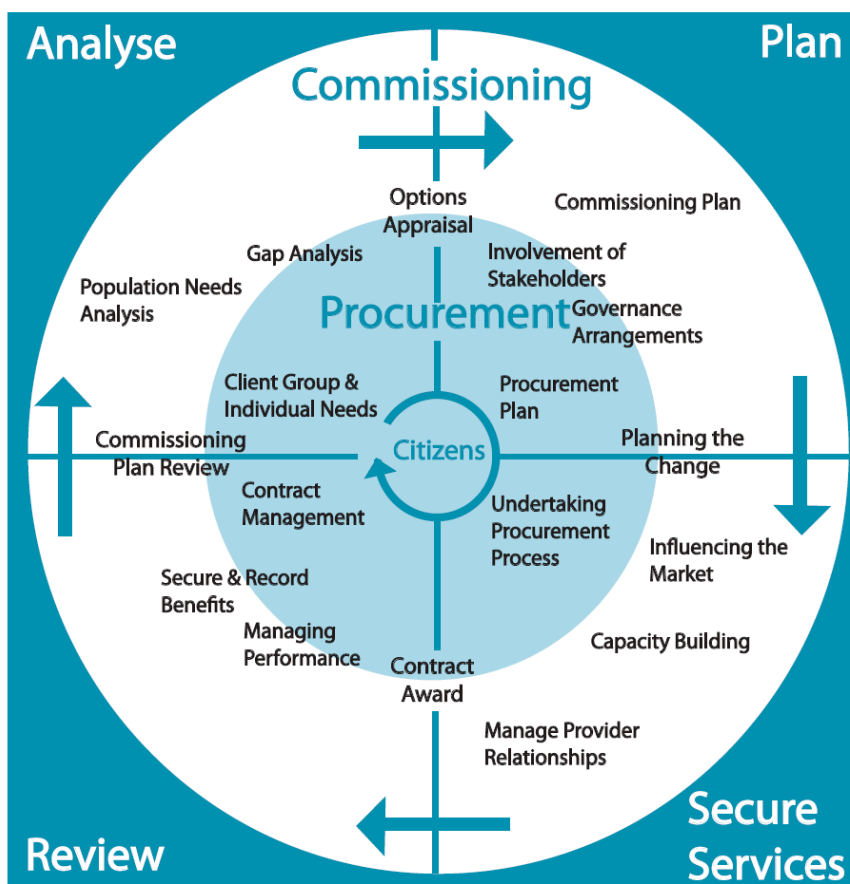 Analyse
Plan
Commissioning
Options
Appraisal
Commissioning Plan
Gap Analysis
Involvement of
Stakeholders
Population Needs
Analysis
Procurement
Governance
Arrangements
Client Group &
Individual Needs
Procurement
Plan
Commissioning
Plan Review
Citizens
Planning the
Change
Contract
Management
Undertaking
Procurement
Process
Influencing the
Market
Secure & Record
Benefits
Managing
Performance
Capacity Building
Contract
Award
Manage Provider
Relationships
Review
Secure
Services